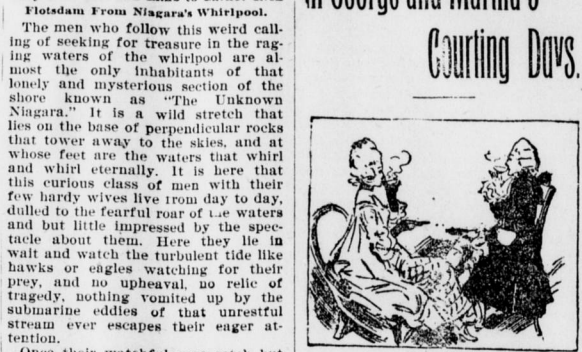 Flotsdam From Niagara's Whirlpool.
The men who follow this weird call-
ing of seeking for treasure in the rag-
ing waters of the whirlpool are al-
most the only inhabitants of that
lonely and mysterious section of the
shore known as "The Unknown
Niagara." It is a wild stretch that
lies on the base of perpendicular rocks
that tower away to the skies, and at
whose feet are the waters that whirl
and whirl eternally. It is here that
this curious class of men with their
few hardy wives live from day to day,
dulled to the fearful roar of the waters
and but little impressed by the spec-
tacle about them. Here they lie in
wait and watch the turbulent tide like
hawks or eagles watching for their
prey, and no upheaval, no relic of
tragedy, nothing vomited up by the
submarine eddies of that unrestful
stream ever escapes their eager at-
tention.
In George and Martha's
Courting Days.